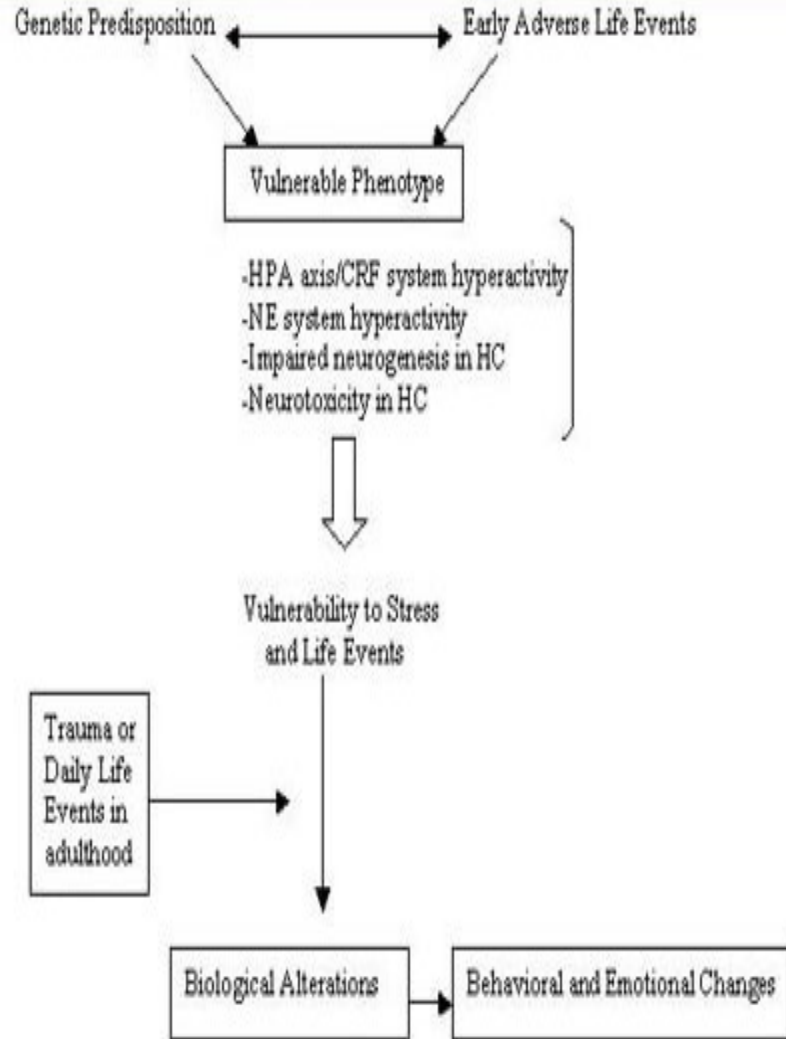 Genetic Predisposition
Early Adverse Life Events
Vulnerable Phenotype
-HPA axis/CRF system hyperactivity
-NE system hyperactivity
-Impaired neurogenesis in HC
-Neurotoxicity in HC
Vulnerability to Stress
and Life Events
Trauma or
Daily Life
Events in
adulthood
Biological Alterations
Behavioral and Emotional Changes